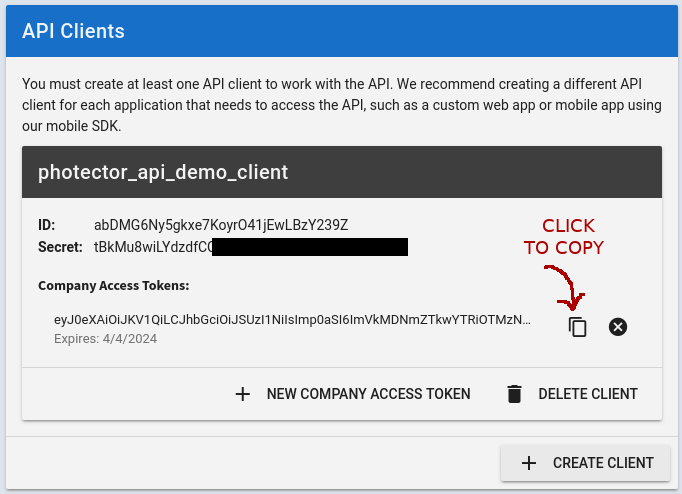 API Clients
You must create at least one API client to work with the API. We recommend creating a different API
client for each application that needs to access the API, such as a custom web app or mobile app using
our mobile SDK.
photector_api_demo_client
ID: abDMG6Ny5gkxe7KoyrO41jEwLBzY239Z
Secret: tBkMu8wiLYdzdfC
CLICK
TO COPY
Company Access Tokens:
eyJ0eXAiOiJKV1QiLCJhbGciOiJSUzI1NiIsImp0aSI6ImVkMDNmZTkwYTRiOTMzN...
Expires: 4/4/2024
NEW COMPANY ACCESS TOKEN
DELETE CLIENT
CREATE CLIENT